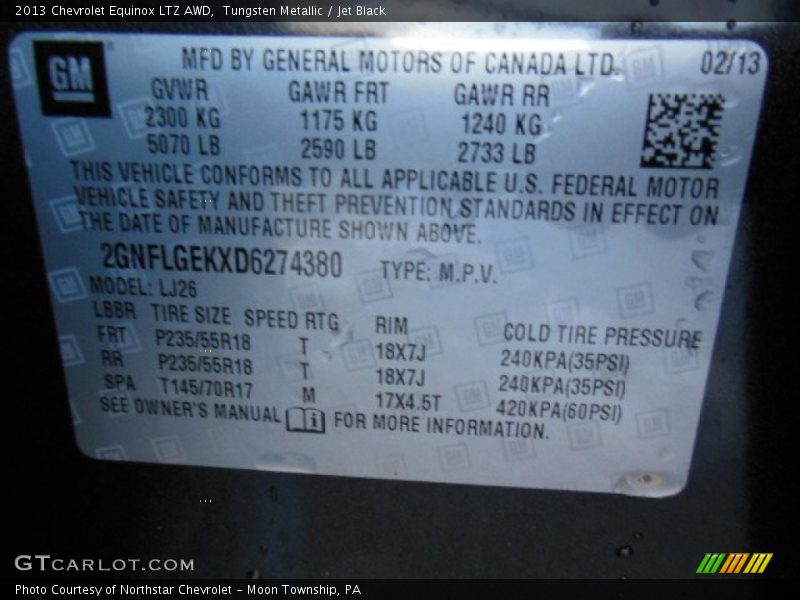 2013 Chevrolet Equinox LTZ AWD,  Tungsten Metallic / Jet Black
GM
MFD BY GENERAL MOTORS OF CANADA LTD. 02/13
GVWR GAWR FRT GAWR RR
2300 KG 1175 KG 1240 KG
5070 LB 2590 LB 2733 LB
THIS VEHICLE CONFORMS TO ALL APPLICABLE U.S. FEDERAL MOTOR
VEHICLE SAFETY AND THEFT PREVENTION STANDARDS IN EFFECT ON
THE DATE OF MANUFACTURE SHOWN ABOVE.
2GNFLGEKXD6274380 TYPE: M.P.V.
MODEL: LJ26
LBBR TIRE SIZE SPEED RTG RIM COLD TIRE PRESSURE
FRT P235/55R18 T 18X7J 240KPA(35PSI)
RR P235/55R18 T 18X7J 240KPA(35PSI)
SPA T145/70R17 M 17X4.5T 420KPA(60PSI)
SEE OWNER'S MANUAL FOR MORE INFORMATION.
GTCARLOT.COM
Photo Courtesy of Northstar Chevrolet - Moon Township, PA